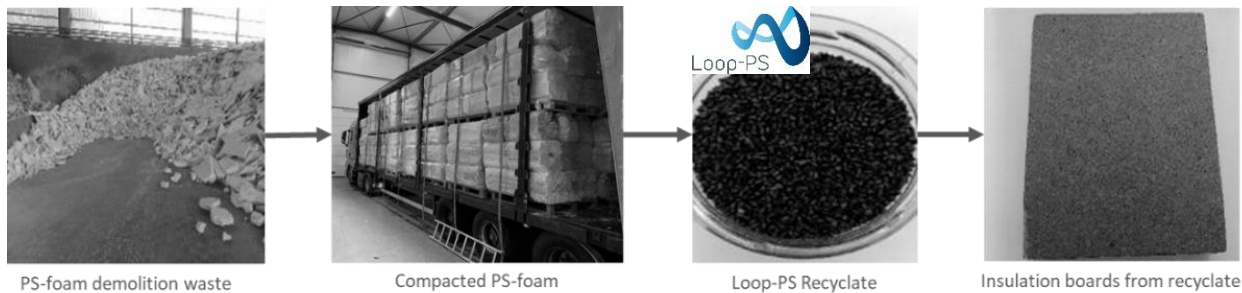 Loop-PS
PS-foam demolition waste
Compacted PS-foam
Loop-PS Recyclate
Insulation boards from recyclate